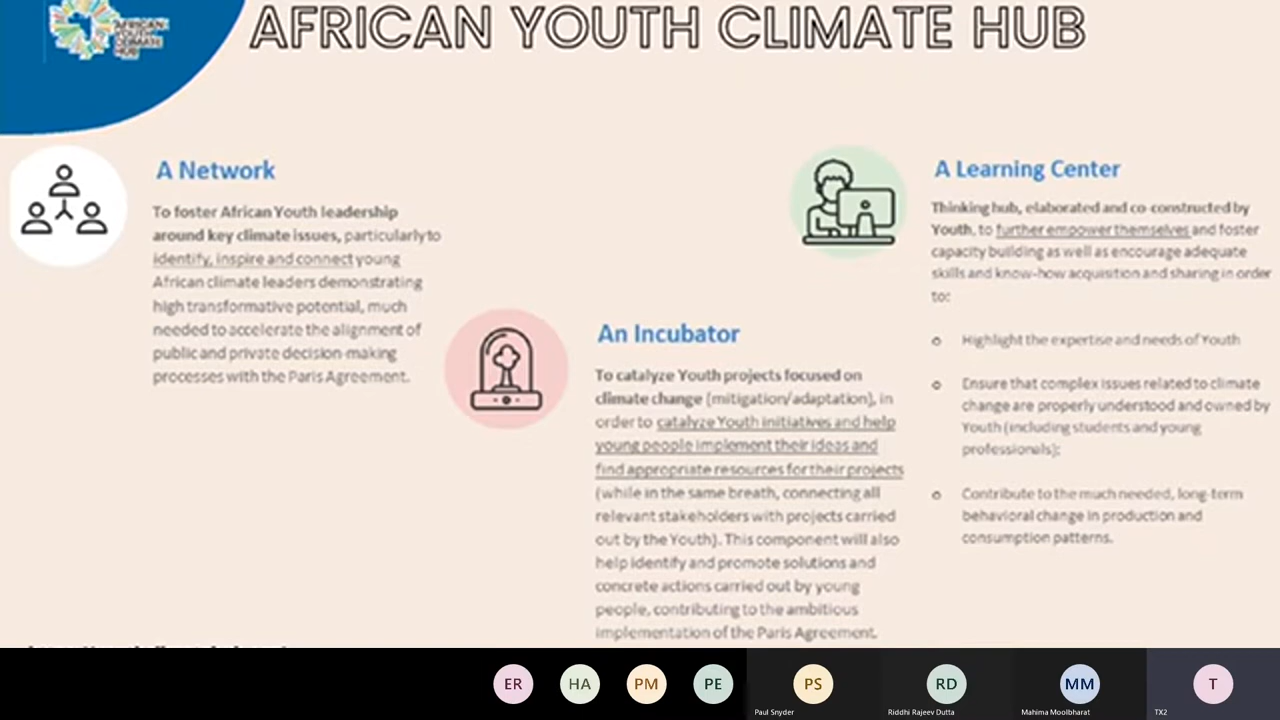 AFRICAN YOUTH CLIMATE HUB
AFRICAN
YOUTH
CLIMATE
HUB
A Network
To foster African Youth leadership
around key climate issues, particularly to
identify, inspire and connect young
African climate leaders demonstrating
high transformative potential, much
needed to accelerate the alignment of
public and private decision-making
processes with the Paris Agreement.
An Incubator
To catalyze Youth projects focused on
climate change (mitigation/adaptation), in
order to catalyze Youth initiatives and help
young people implement their ideas and
find appropriate resources for their projects
(while in the same breath, connecting all
relevant stakeholders with projects carried
out by the Youth). This component will also
help identify and promote solutions and
concrete actions carried out by young
people, contributing to the ambitious
implementation of the Paris Agreement.
A Learning Center
Thinking hub, elaborated and co-constructed by
Youth, to further empower themselves and foster
capacity building as well as encourage adequate
skills and know-how acquisition and sharing in order
to:
Highlight the expertise and needs of Youth
Ensure that complex issues related to climate
change are properly understood and owned by
Youth (including students and young
professionals);
Contribute to the much needed, long-term
behavioral change in production and
consumption patterns.
ER
HA
PM
PE
PS
RD
MM
T
Paul Snyder
Riddhi Rajeev Dutta
Mahima Moolbharat
TX2